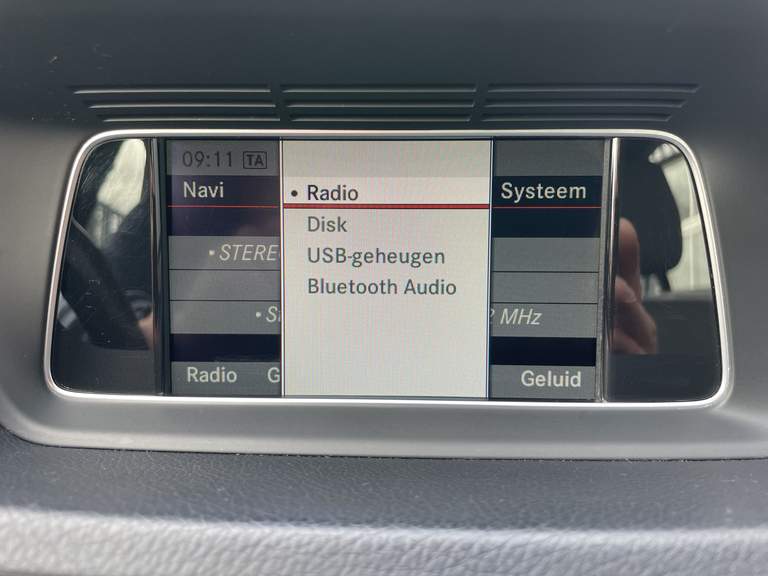 09:11 TA
Navi
• Radio
Systeem
Disk
• STERE
USB-geheugen
Bluetooth Audio
• S
MHz
Radio G
Geluid